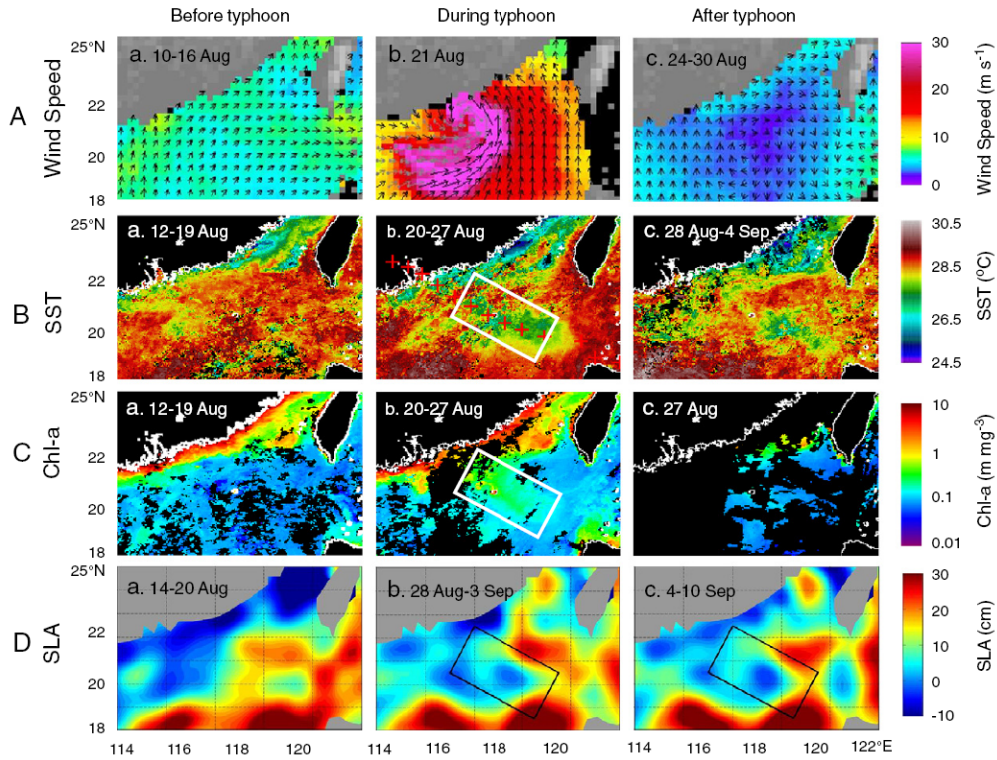 Before typhoon During typhoon After typhoon
A
Wind Speed
25°N
22
20
18
a. 10-16 Aug
b. 21 Aug
c. 24-30 Aug
30
20
10
0
Wind Speed (m s⁻¹)
B
SST
25°N
22
20
18
a. 12-19 Aug
b. 20-27 Aug
c. 28 Aug-4 Sep
30.5
28.5
26.5
24.5
SST (°C)
C
Chl-a
25°N
22
20
18
a. 12-19 Aug
b. 20-27 Aug
c. 27 Aug
10
1
0.1
0.01
Chl-a (m mg⁻³)
D
SLA
25°N
22
20
18
a. 14-20 Aug
b. 28 Aug-3 Sep
c. 4-10 Sep
30
20
10
0
-10
SLA (cm)
114 116 118 120 114 116 118 120 114 116 118 120 122°E